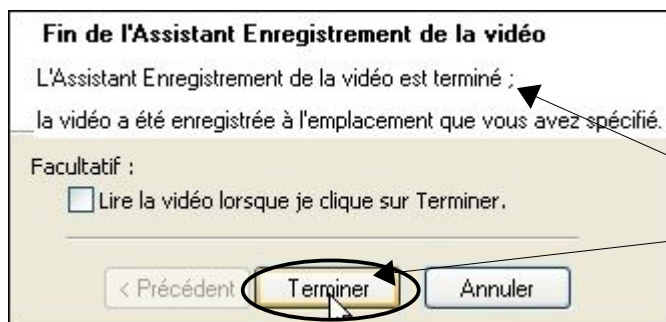 Fin de l'Assistant Enregistrement de la vidéo
L'Assistant Enregistrement de la vidéo est terminé ;
la vidéo a été enregistrée à l'emplacement que vous avez spécifié.
Facultatif :
Lire la vidéo lorsque je clique sur Terminer.
< Précédent Terminer Annuler